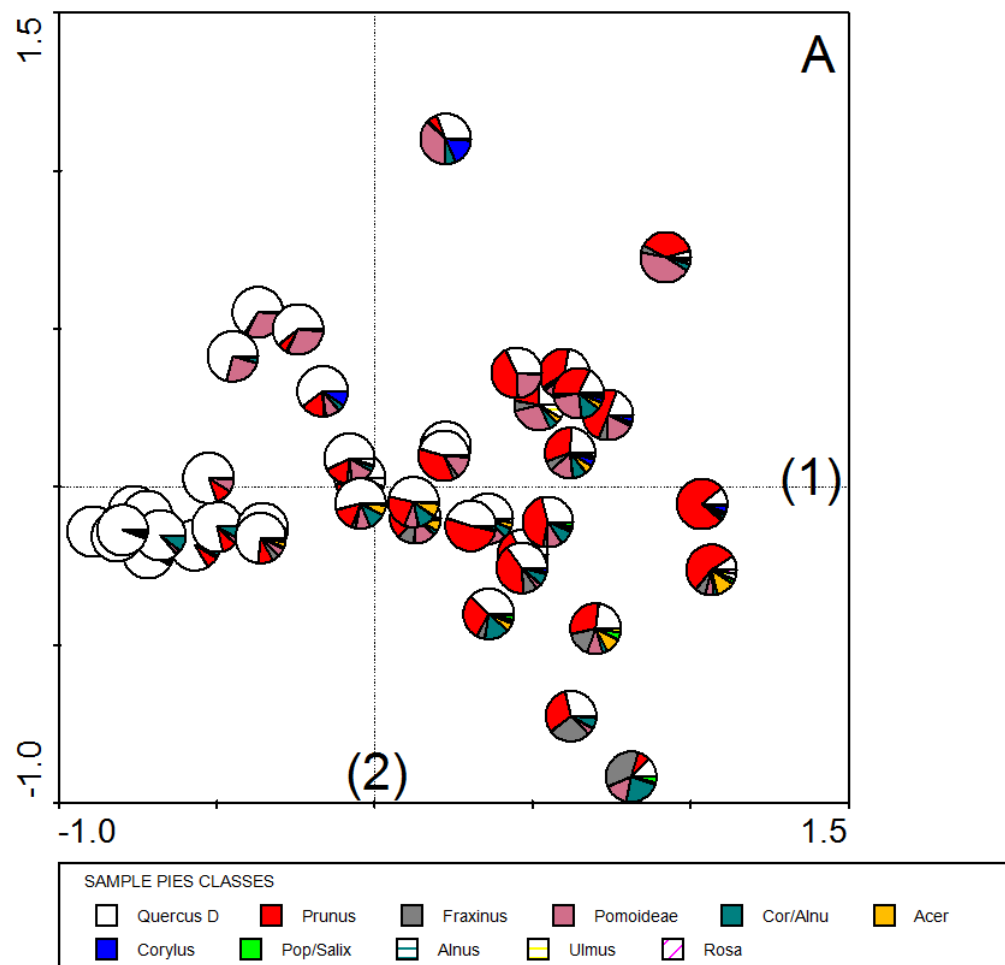 1.5
A
(1)
-1.0
(2)
-1.0
1.5
SAMPLE PIES CLASSES
Quercus D Prunus Fraxinus Pomoideae Cor/Alnu Acer
Corylus Pop/Salix Alnus Ulmus Rosa